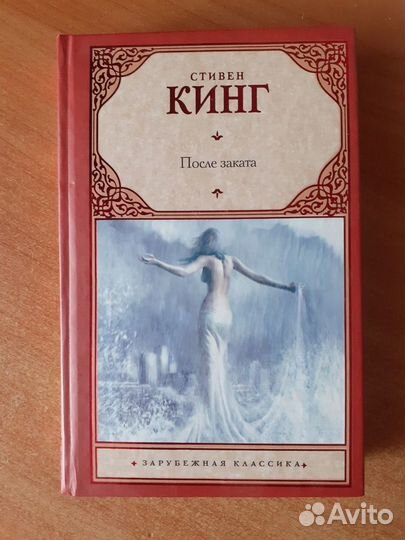 СТИВЕН
КИНГ
После заката
ЗАРУБЕЖНАЯ КЛАССИКА
Avito